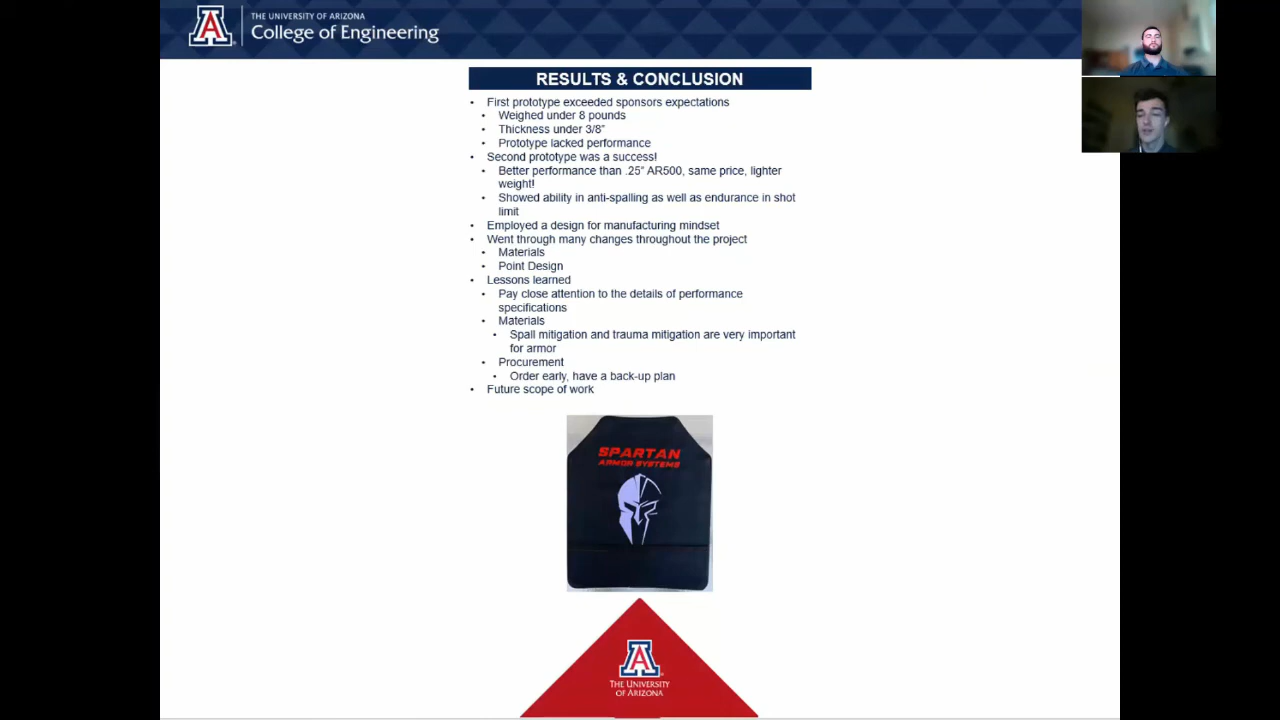 THE UNIVERSITY OF ARIZONA
College of Engineering
RESULTS & CONCLUSION
• First prototype exceeded sponsors expectations
• Weighed under 8 pounds
• Thickness under 3/8”
• Prototype lacked performance
• Second prototype was a success!
• Better performance than .25” AR500, same price, lighter
weight!
• Showed ability in anti-spalling as well as endurance in shot
limit
• Employed a design for manufacturing mindset
• Went through many changes throughout the project
• Materials
• Point Design
• Lessons learned
• Pay close attention to the details of performance
specifications
• Materials
• Spall mitigation and trauma mitigation are very important
for armor
• Procurement
• Order early, have a back-up plan
• Future scope of work
SPARTAN
ARMOR SYSTEMS
A
THE UNIVERSITY
OF ARIZONA